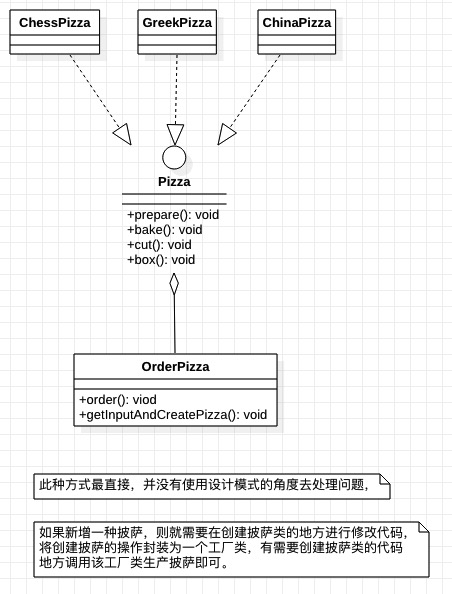 ChessPizza
GreekPizza
ChinaPizza
Pizza
+prepare(): void
+bake(): void
+cut(): void
+box(): void
OrderPizza
+order(): viod
+getInputAndCreatePizza(): void
此种方式最直接，并没有使用设计模式的角度去处理问题，
如果新增一种披萨，则就需要在创建披萨类的地方进行修改代码，
将创建披萨的操作封装为一个工厂类，有需要创建披萨类的代码
地方调用该工厂类生产披萨即可。